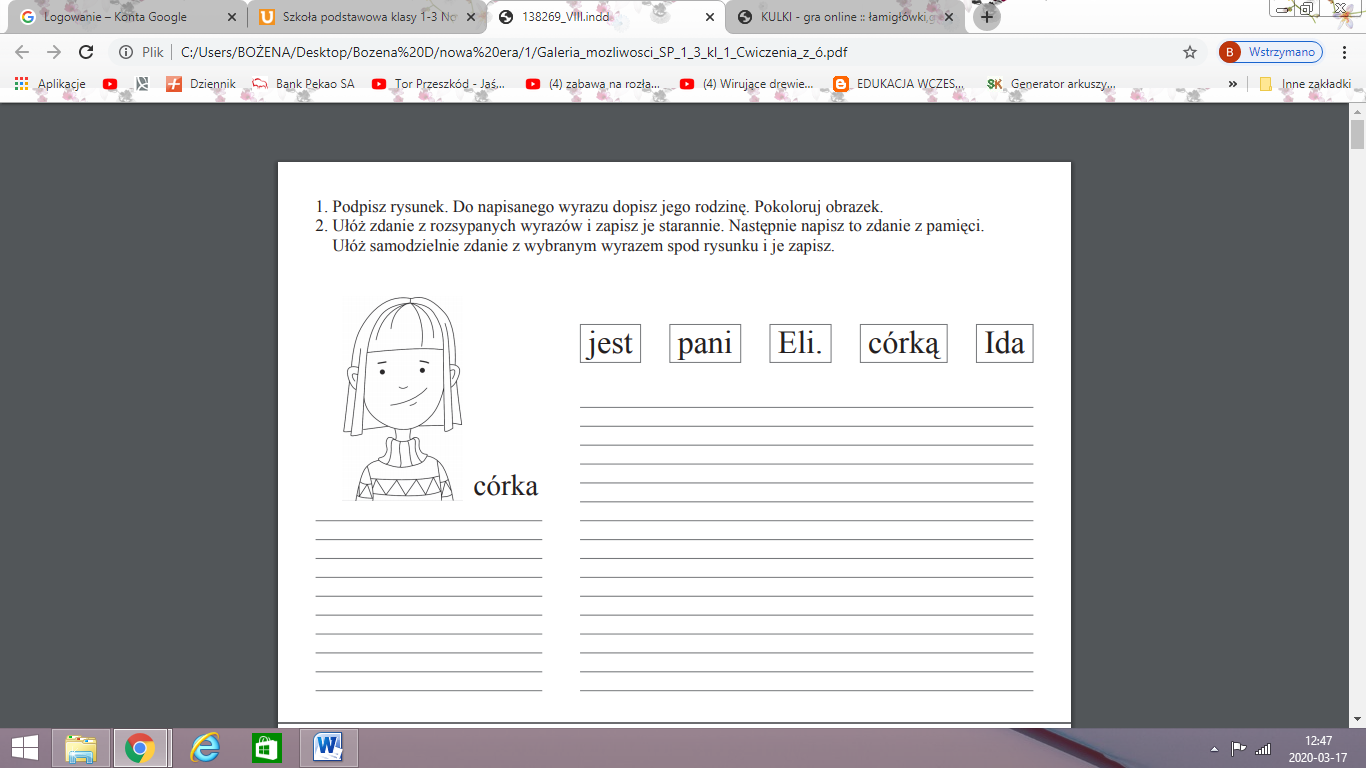 Logowanie – Konta Google
Szkoła podstawowa klasy 1-3 No
138269_VIII.indd
KULKI - gra online :: łamigłówki,g
Plik
C:/Users/BOŻENA/Desktop/Bozena%20D/nowa%20era/1/Galeria_mozliwosci_SP_1_3_kl_1_Cwiczenia_z_ó.pdf
B Wstrzymano
Aplikacje
Dziennik
Bank Pekao SA
Tor Przeszkód - Jaś...
(4) zabawa na rozła...
(4) Wirujące drewie...
EDUKACJA WCZES...
SK Generator arkuszy...
»
Inne zakładki
1. Podpisz rysunek. Do napisanego wyrazu dopisz jego rodzinę. Pokoloruj obrazek.
2. Ułóż zdanie z rozsypanych wyrazów i zapisz je starannie. Następnie napisz to zdanie z pamięci.
Ułóż samodzielnie zdanie z wybranym wyrazem spod rysunku i je zapisz.
jest pani Eli. córką Ida
córka
12:47
2020-03-17